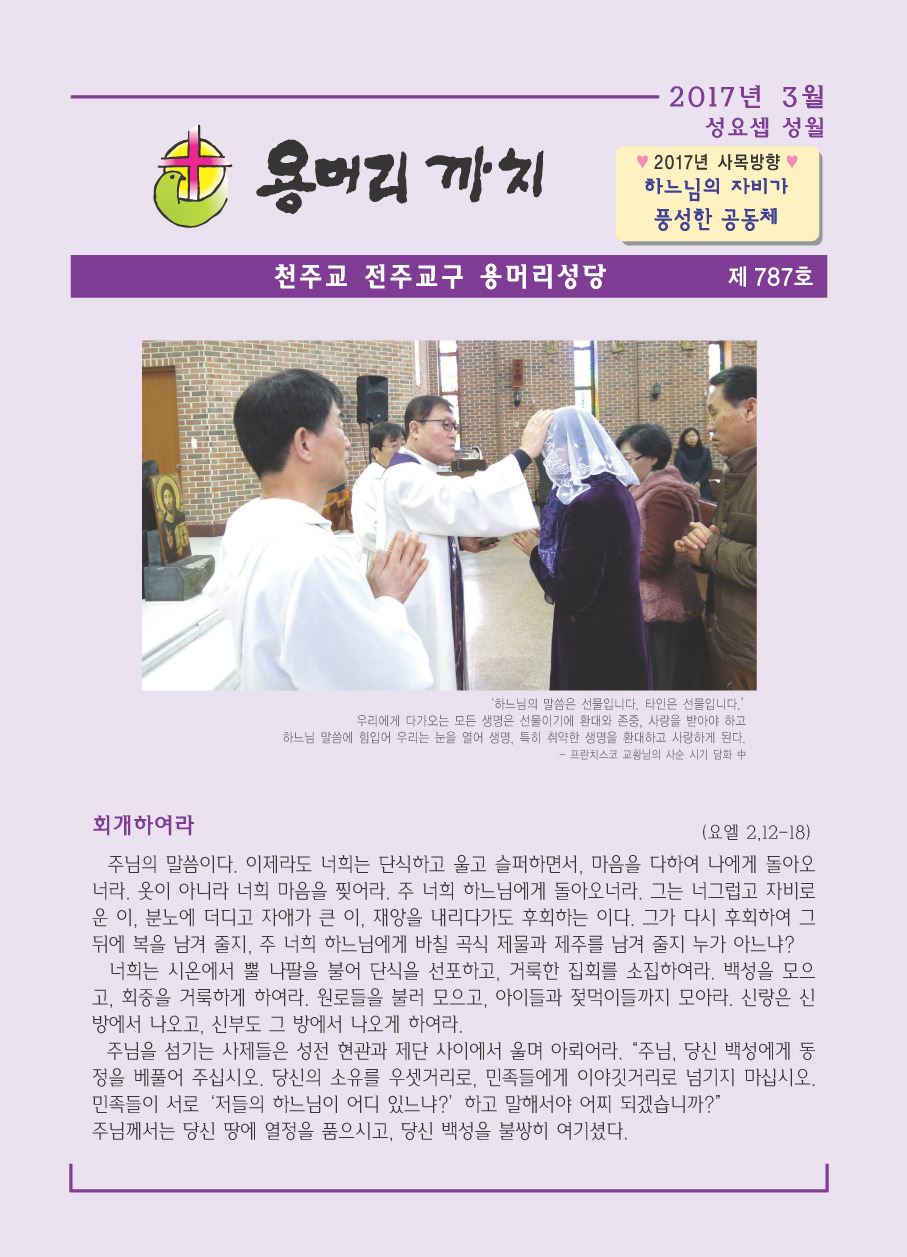 2017년 3월
성요셉 성월
용머리 까치
♥ 2017년 사목방향 ♥
하느님의 자비가
풍성한 공동체
천주교 전주교구 용머리성당 제 787호
‘하느님의 말씀은 선물입니다. 타인은 선물입니다.’
우리에게 다가오는 모든 생명은 선물이기에 환대와 존중, 사랑을 받아야 하고
하느님 말씀에 힘입어 우리는 눈을 열어 생명, 특히 취약한 생명을 환대하고 사랑하게 된다.
- 프란치스코 교황님의 사순 시기 담화 中
회개하여라 (요엘 2,12-18)
주님의 말씀이다. 이제라도 너희는 단식하고 울고 슬퍼하면서, 마음을 다하여 나에게 돌아오
너라. 옷이 아니라 너희 마음을 찢어라. 주 너희 하느님에게 돌아오너라. 그는 너그럽고 자비로
운 이, 분노에 더디고 자애가 큰 이, 재앙을 내리다가도 후회하는 이다. 그가 다시 후회하여 그
뒤에 복을 남겨 줄지, 주 너희 하느님에게 바칠 곡식 제물과 제주를 남겨 줄지 누가 아느냐?
너희는 시온에서 뿔 나팔을 불어 단식을 선포하고, 거룩한 집회를 소집하여라. 백성을 모으
고, 회중을 거룩하게 하여라. 원로들을 불러 모으고, 아이들과 젖먹이들까지 모아라. 신랑은 신
방에서 나오고, 신부도 그 방에서 나오게 하여라.
주님을 섬기는 사제들은 성전 현관과 제단 사이에서 울며 아뢰어라. “주님, 당신 백성에게 동
정을 베풀어 주십시오. 당신의 소유를 우셋거리로, 민족들에게 이야깃거리로 넘기지 마십시오.
민족들이 서로 ‘저들의 하느님이 어디 있느냐?’ 하고 말해서야 어찌 되겠습니까?”
주님께서는 당신 땅에 열정을 품으시고, 당신 백성을 불쌍히 여기셨다.